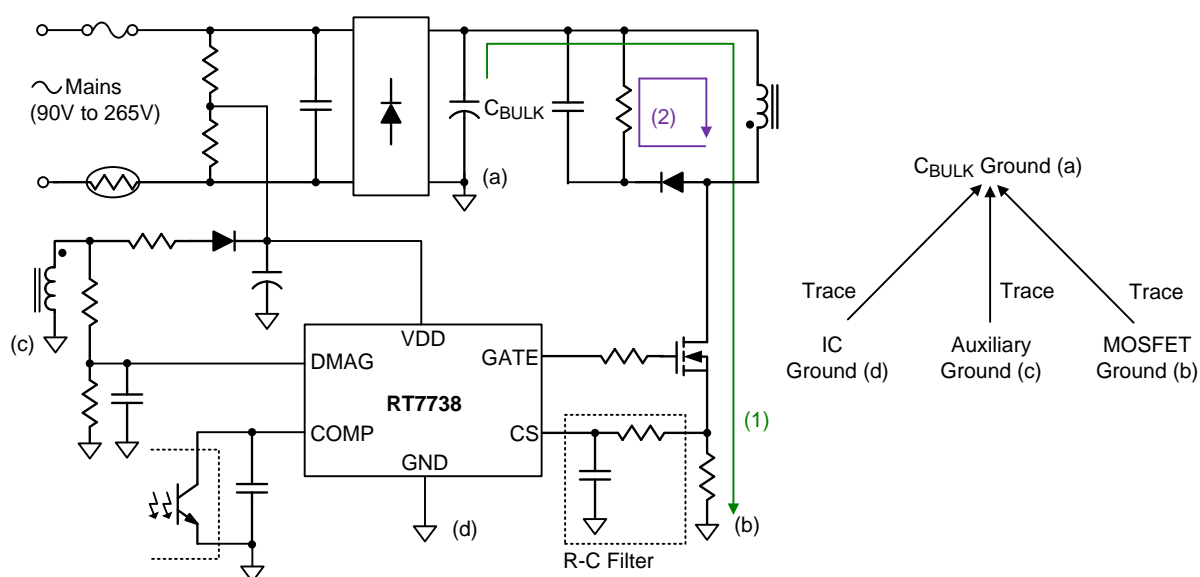 Mains
(90V to 265V)
CBULK
(a)
(2)
CBULK Ground (a)
Trace
Trace
Trace
IC
Ground (d)
Auxiliary
Ground (c)
MOSFET
Ground (b)
(c)
VDD
DMAG
GATE
RT7738
COMP
CS
GND
(1)
(d)
(b)
R-C Filter